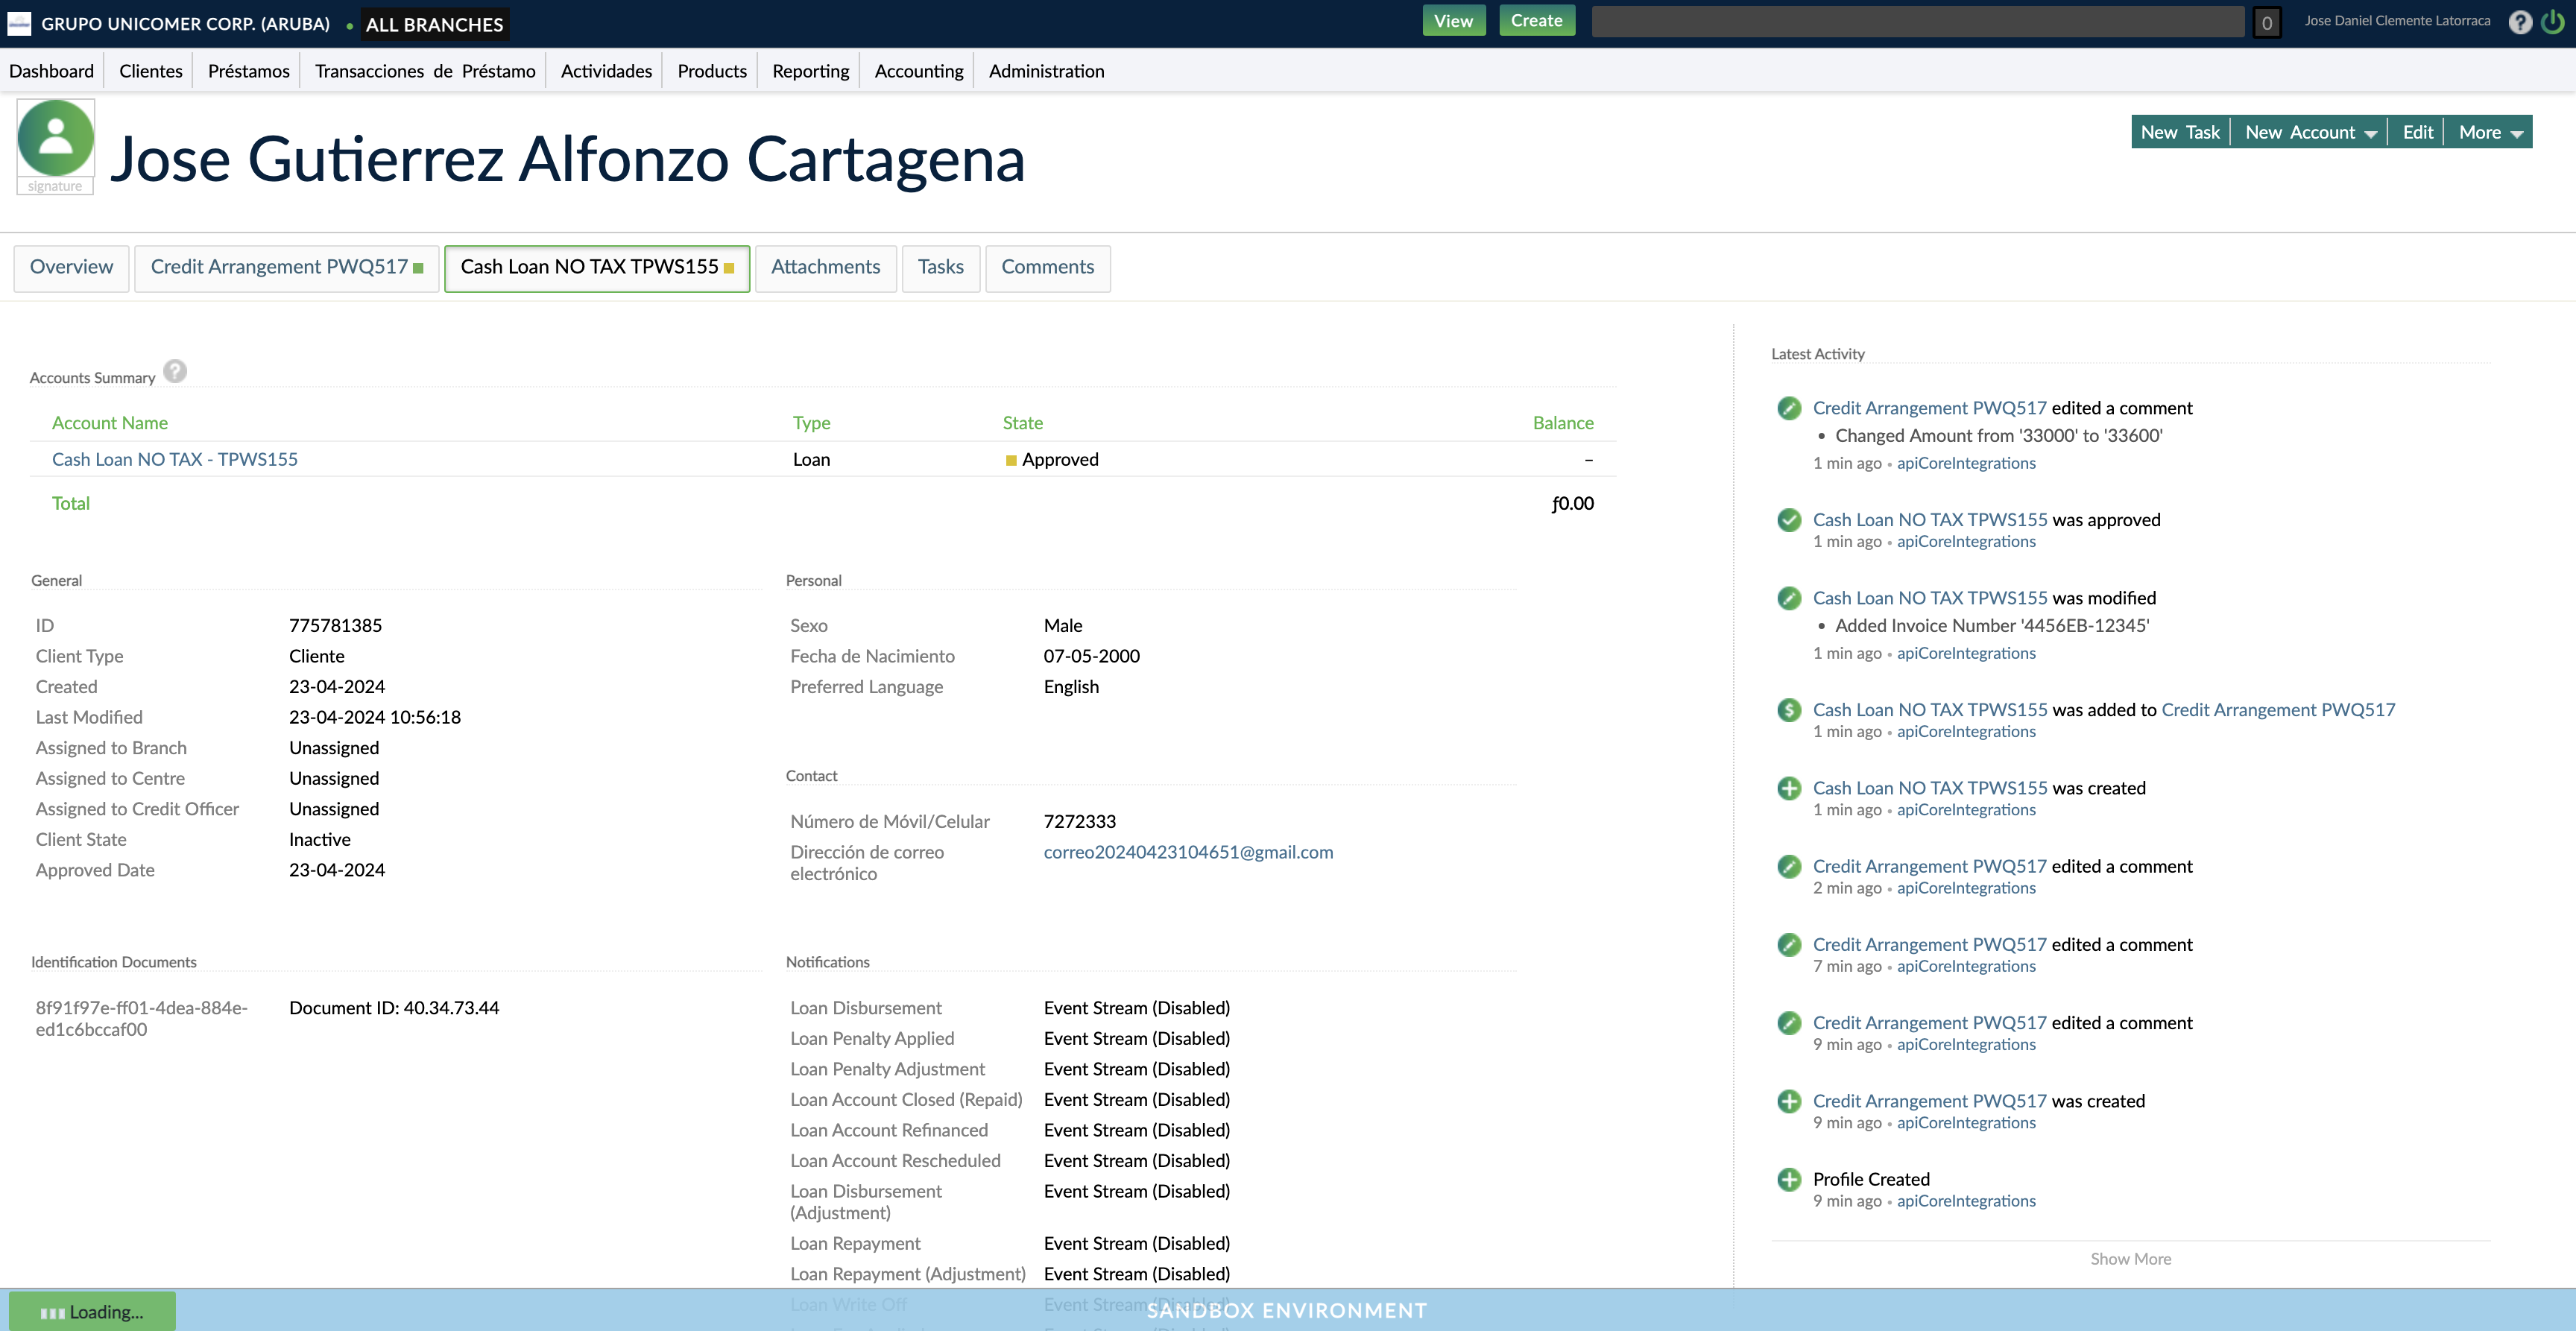 GRUPO UNICOMER CORP. (ARUBA) • ALL BRANCHES
View Create 0 Jose Daniel Clemente Latorraca ?
Dashboard Clientes Préstamos Transacciones de Préstamo Actividades Products Reporting Accounting Administration
signature
Jose Gutierrez Alfonzo Cartagena
New Task New Account Edit More
Overview Credit Arrangement PWQ517 Cash Loan NO TAX TPWS155 Attachments Tasks Comments
Accounts Summary ?
Account Name Type State Balance
Cash Loan NO TAX - TPWS155 Loan Approved –
Total ƒ0.00
General
ID 775781385
Client Type Cliente
Created 23-04-2024
Last Modified 23-04-2024 10:56:18
Assigned to Branch Unassigned
Assigned to Centre Unassigned
Assigned to Credit Officer Unassigned
Client State Inactive
Approved Date 23-04-2024
Personal
Sexo Male
Fecha de Nacimiento 07-05-2000
Preferred Language English
Contact
Número de Móvil/Celular 7272333
Dirección de correo
electrónico correo20240423104651@gmail.com
Identification Documents
8f91f97e-ff01-4dea-884e-
ed1c6bccaf00 Document ID: 40.34.73.44
Notifications
Loan Disbursement Event Stream (Disabled)
Loan Penalty Applied Event Stream (Disabled)
Loan Penalty Adjustment Event Stream (Disabled)
Loan Account Closed (Repaid) Event Stream (Disabled)
Loan Account Refinanced Event Stream (Disabled)
Loan Account Rescheduled Event Stream (Disabled)
Loan Disbursement
(Adjustment) Event Stream (Disabled)
Loan Repayment Event Stream (Disabled)
Loan Repayment (Adjustment) Event Stream (Disabled)
Loan Write Off Event Stream
Latest Activity
Credit Arrangement PWQ517 edited a comment
• Changed Amount from '33000' to '33600'
1 min ago • apiCoreIntegrations
Cash Loan NO TAX TPWS155 was approved
1 min ago • apiCoreIntegrations
Cash Loan NO TAX TPWS155 was modified
• Added Invoice Number '4456EB-12345'
1 min ago • apiCoreIntegrations
Cash Loan NO TAX TPWS155 was added to Credit Arrangement PWQ517
1 min ago • apiCoreIntegrations
Cash Loan NO TAX TPWS155 was created
1 min ago • apiCoreIntegrations
Credit Arrangement PWQ517 edited a comment
2 min ago • apiCoreIntegrations
Credit Arrangement PWQ517 edited a comment
7 min ago • apiCoreIntegrations
Credit Arrangement PWQ517 edited a comment
9 min ago • apiCoreIntegrations
Credit Arrangement PWQ517 was created
9 min ago • apiCoreIntegrations
Profile Created
9 min ago • apiCoreIntegrations
Show More
Loading...
SANDBOX ENVIRONMENT